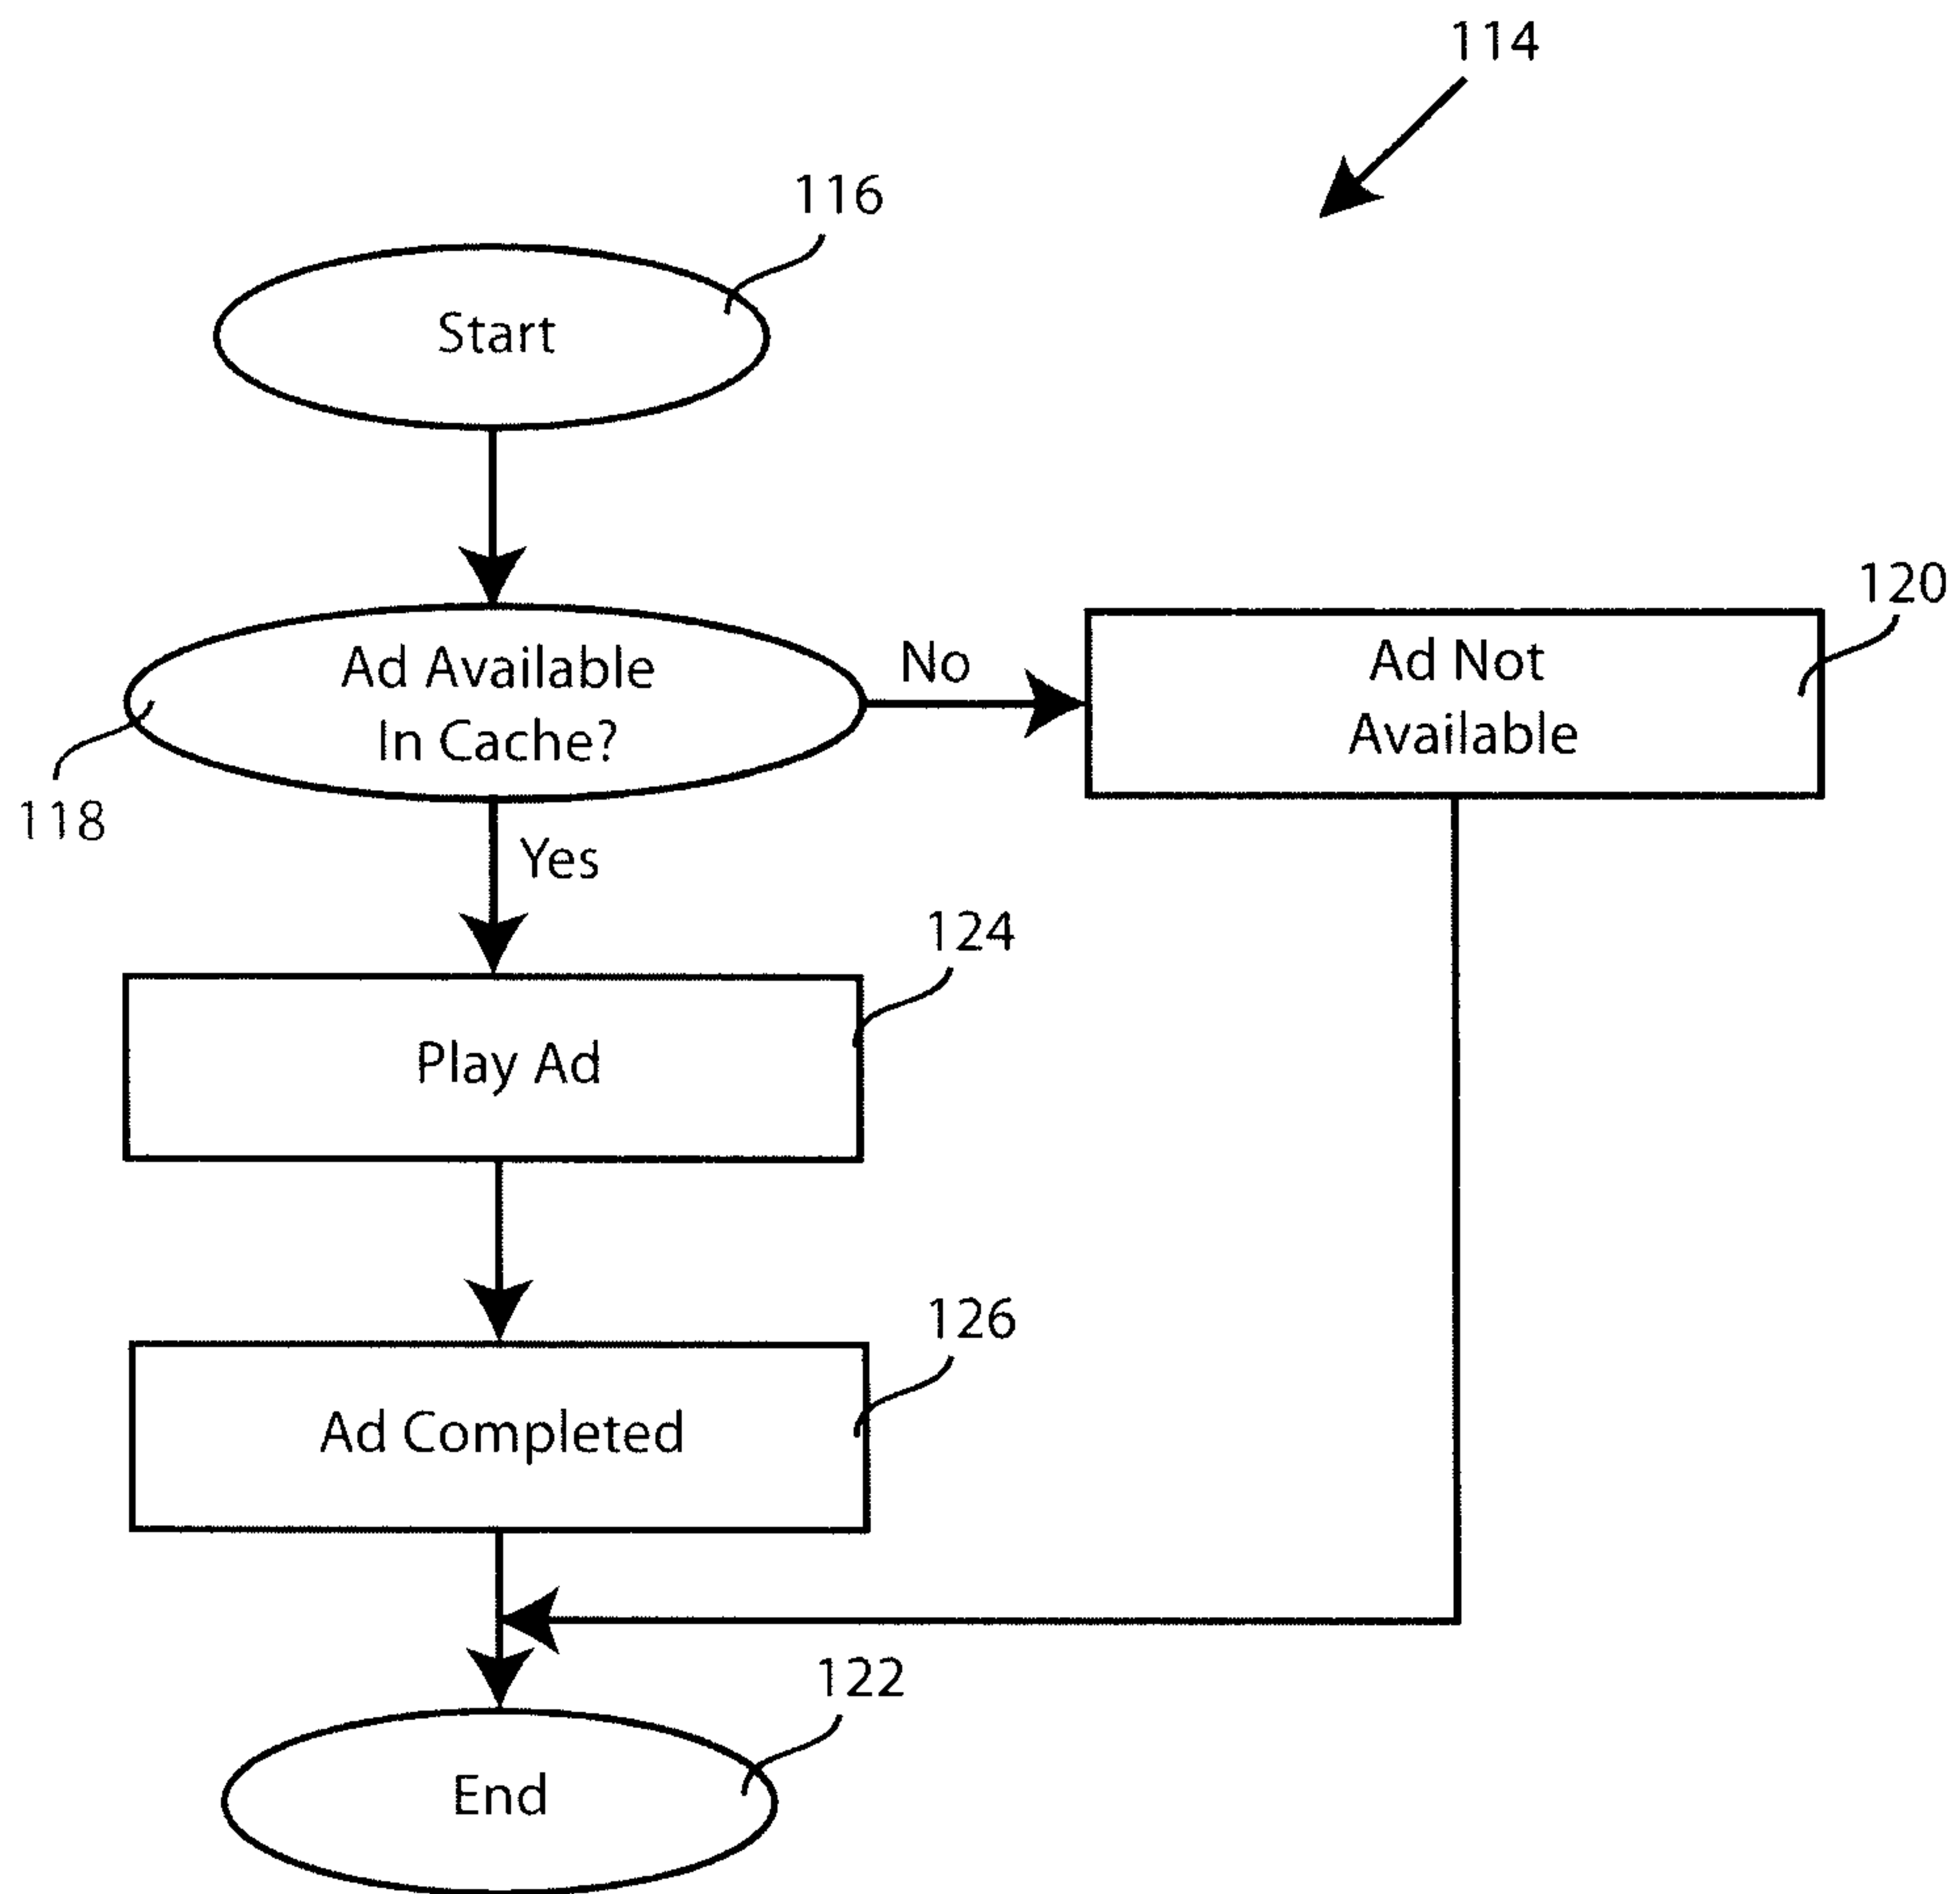 114
116
Start
120
Ad Available
In Cache?
No
Ad Not
Available
118
Yes
124
Play Ad
126
Ad Completed
122
End